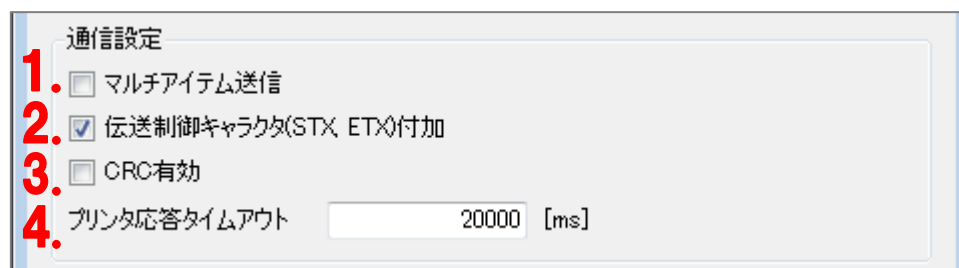 通信設定
1. マルチアイテム送信
2. 伝送制御キャラクタ(STX, ETX)付加
3. CRC有効
4. プリンタ応答タイムアウト 20000 [ms]